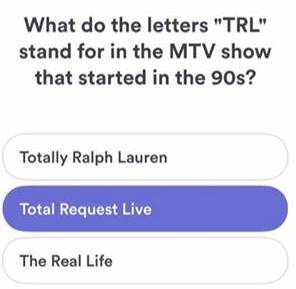 What do the letters "TRL"
stand for in the MTV show
that started in the 90s?
Totally Ralph Lauren
Total Request Live
The Real Life